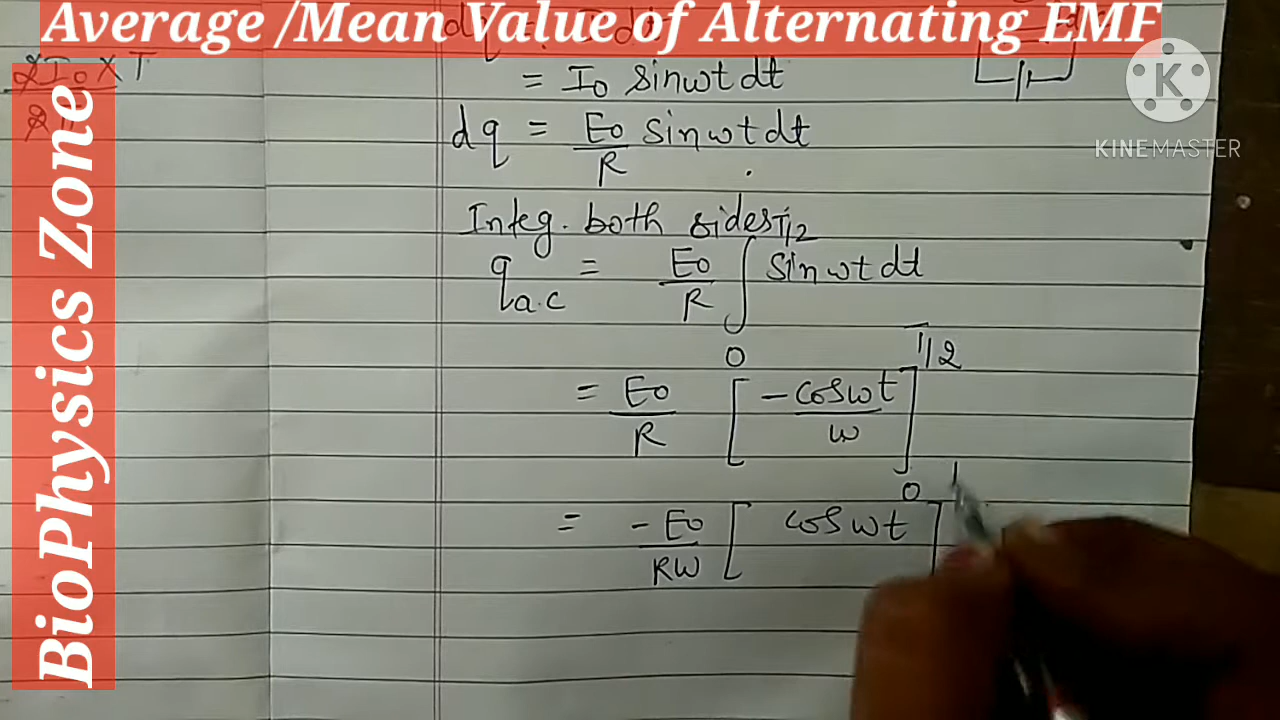 Average /Mean Value of Alternating EMF
BioPhysics Zone
KINEMASTER
K
2I₀ X T
= I₀ sinωt dt
dq = E₀/R sinωt dt
Integ. both sides
q a.c = E₀/R ∫₀^T/2 sinωt dt
= E₀/R [ -cosωt/ω ]₀^T/2
= -E₀/Rω [ cosωt ]